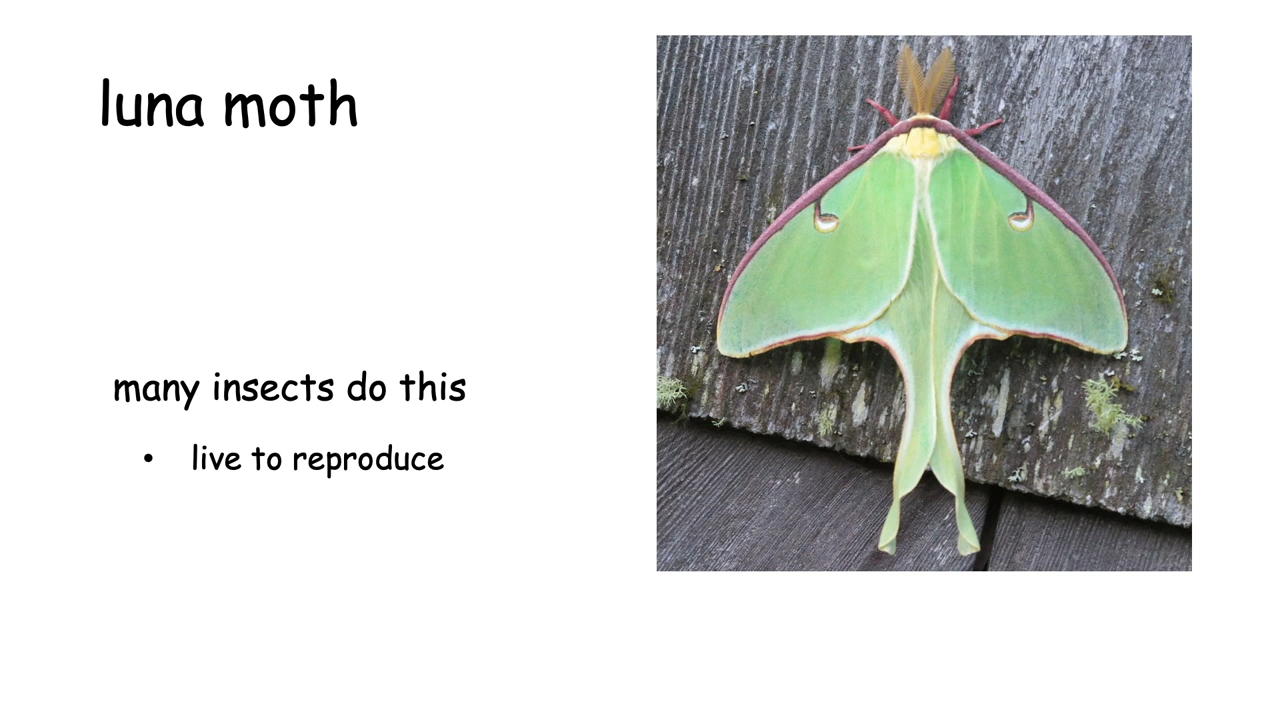 luna moth
many insects do this
• live to reproduce